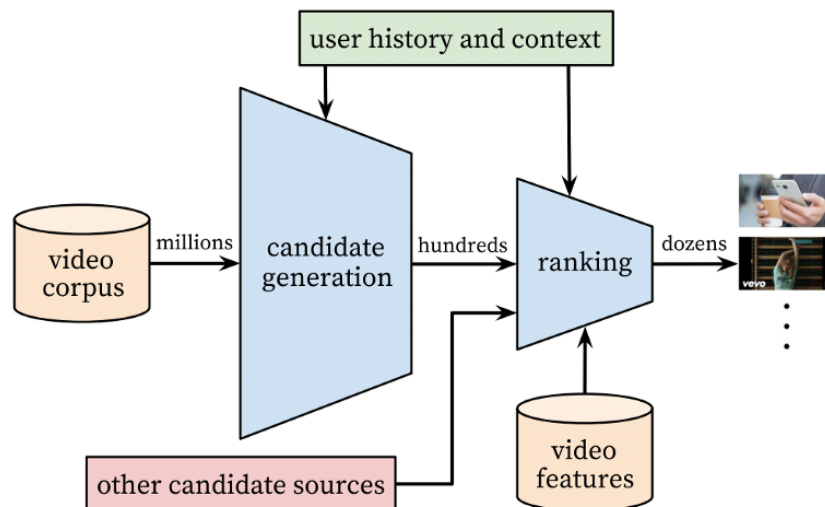 user history and context
millions
hundreds
dozens
video
corpus
candidate
generation
ranking
vevo
other candidate sources
video
features